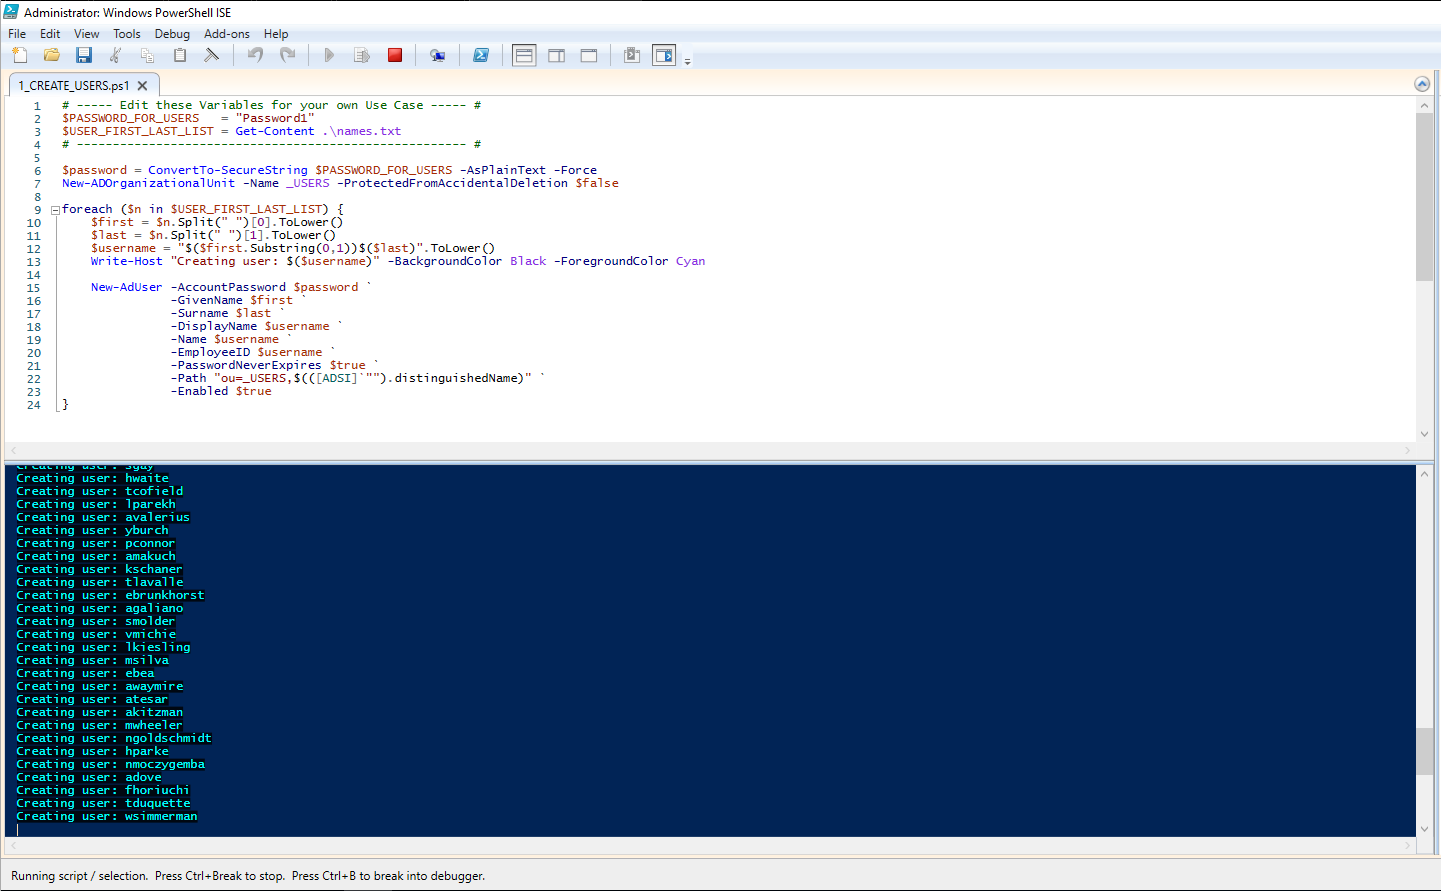 Administrator: Windows PowerShell ISE
File Edit View Tools Debug Add-ons Help
1_CREATE_USERS.ps1
1 # ----- Edit these Variables for your own Use Case ----- #
2 $PASSWORD_FOR_USERS   = "Password1"
3 $USER_FIRST_LAST_LIST = Get-Content .\names.txt
4 # ------------------------------------------------------ #
5
6 $password = ConvertTo-SecureString $PASSWORD_FOR_USERS -AsPlainText -Force
7 New-ADOrganizationalUnit -Name _USERS -ProtectedFromAccidentalDeletion $false
8
9 foreach ($n in $USER_FIRST_LAST_LIST) {
10     $first = $n.Split(" ")[0].ToLower()
11     $last = $n.Split(" ")[1].ToLower()
12     $username = "$($first.Substring(0,1))$($last)".ToLower()
13     Write-Host "Creating user: $($username)" -BackgroundColor Black -ForegroundColor Cyan
14
15     New-AdUser -AccountPassword $password `
16                -GivenName $first `
17                -Surname $last `
18                -DisplayName $username `
19                -Name $username `
20                -EmployeeID $username `
21                -PasswordNeverExpires $true `
22                -Path "ou=_USERS,$(([ADSI]`"").distinguishedName)" `
23                -Enabled $true
24 }
Creating user: sgay
Creating user: hwaite
Creating user: tcofield
Creating user: lparekh
Creating user: avalerius
Creating user: yburch
Creating user: pconnor
Creating user: amakuch
Creating user: kschaner
Creating user: tlavalle
Creating user: ebrunkhorst
Creating user: agaliano
Creating user: smolder
Creating user: vmichie
Creating user: lkiesling
Creating user: msilva
Creating user: ebea
Creating user: awaymire
Creating user: atesar
Creating user: akitzman
Creating user: mwheeler
Creating user: ngoldschmidt
Creating user: hparke
Creating user: nmoczygemba
Creating user: adove
Creating user: fhoriuchi
Creating user: tduquette
Creating user: wsimmerman
Running script / selection.  Press Ctrl+Break to stop.  Press Ctrl+B to break into debugger.